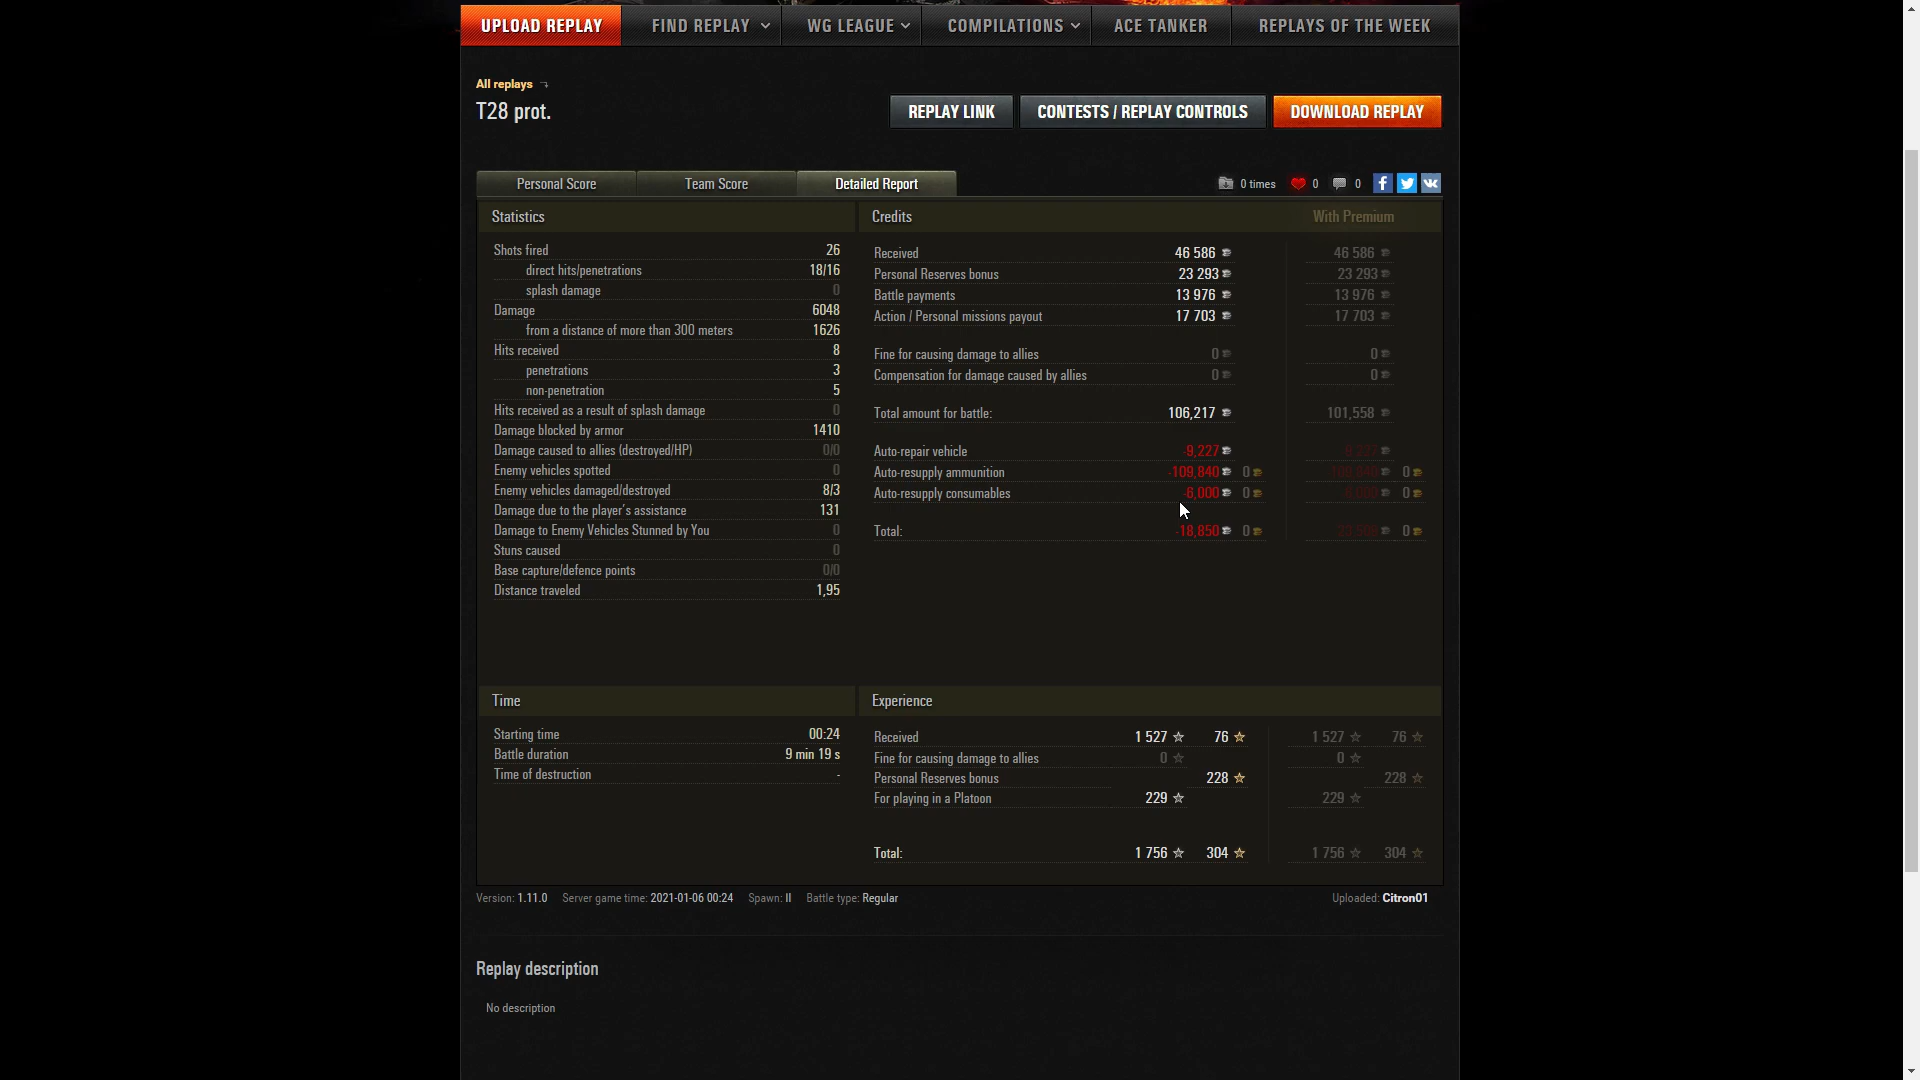 UPLOAD REPLAY FIND REPLAY WG LEAGUE COMPILATIONS ACE TANKER REPLAYS OF THE WEEK
All replays
T28 prot. REPLAY LINK CONTESTS / REPLAY CONTROLS DOWNLOAD REPLAY
Personal Score Team Score Detailed Report 0 times 0 0
Statistics
Shots fired 26
direct hits/penetrations 18/16
splash damage 0
Damage 6048
from a distance of more than 300 meters 1626
Hits received 8
penetrations 3
non-penetration 5
Hits received as a result of splash damage 0
Damage blocked by armor 1410
Damage caused to allies (destroyed/HP) 0/0
Enemy vehicles spotted 0
Enemy vehicles damaged/destroyed 8/3
Damage due to the player's assistance 131
Damage to Enemy Vehicles Stunned by You 0
Stuns caused 0
Base capture/defence points 0/0
Distance traveled 1,95
Credits With Premium
Received 46 586 46 586
Personal Reserves bonus 23 293 23 293
Battle payments 13 976 13 976
Action / Personal missions payout 17 703 17 703
Fine for causing damage to allies 0 0
Compensation for damage caused by allies 0 0
Total amount for battle: 106,217 101,558
Auto-repair vehicle -9,227
Auto-resupply ammunition -109,840 0 0
Auto-resupply consumables -6,000 0 0
Total: -18,850 0 0
Time
Starting time 00:24
Battle duration 9 min 19 s
Time of destruction -
Experience
Received 1 527 76 1 527 76
Fine for causing damage to allies 0 0
Personal Reserves bonus 228 228
For playing in a Platoon 229 229
Total: 1 756 304 1 756 304
Version: 1.11.0 Server game time: 2021-01-06 00:24 Spawn: II Battle type: Regular Uploaded: Citron01
Replay description
No description